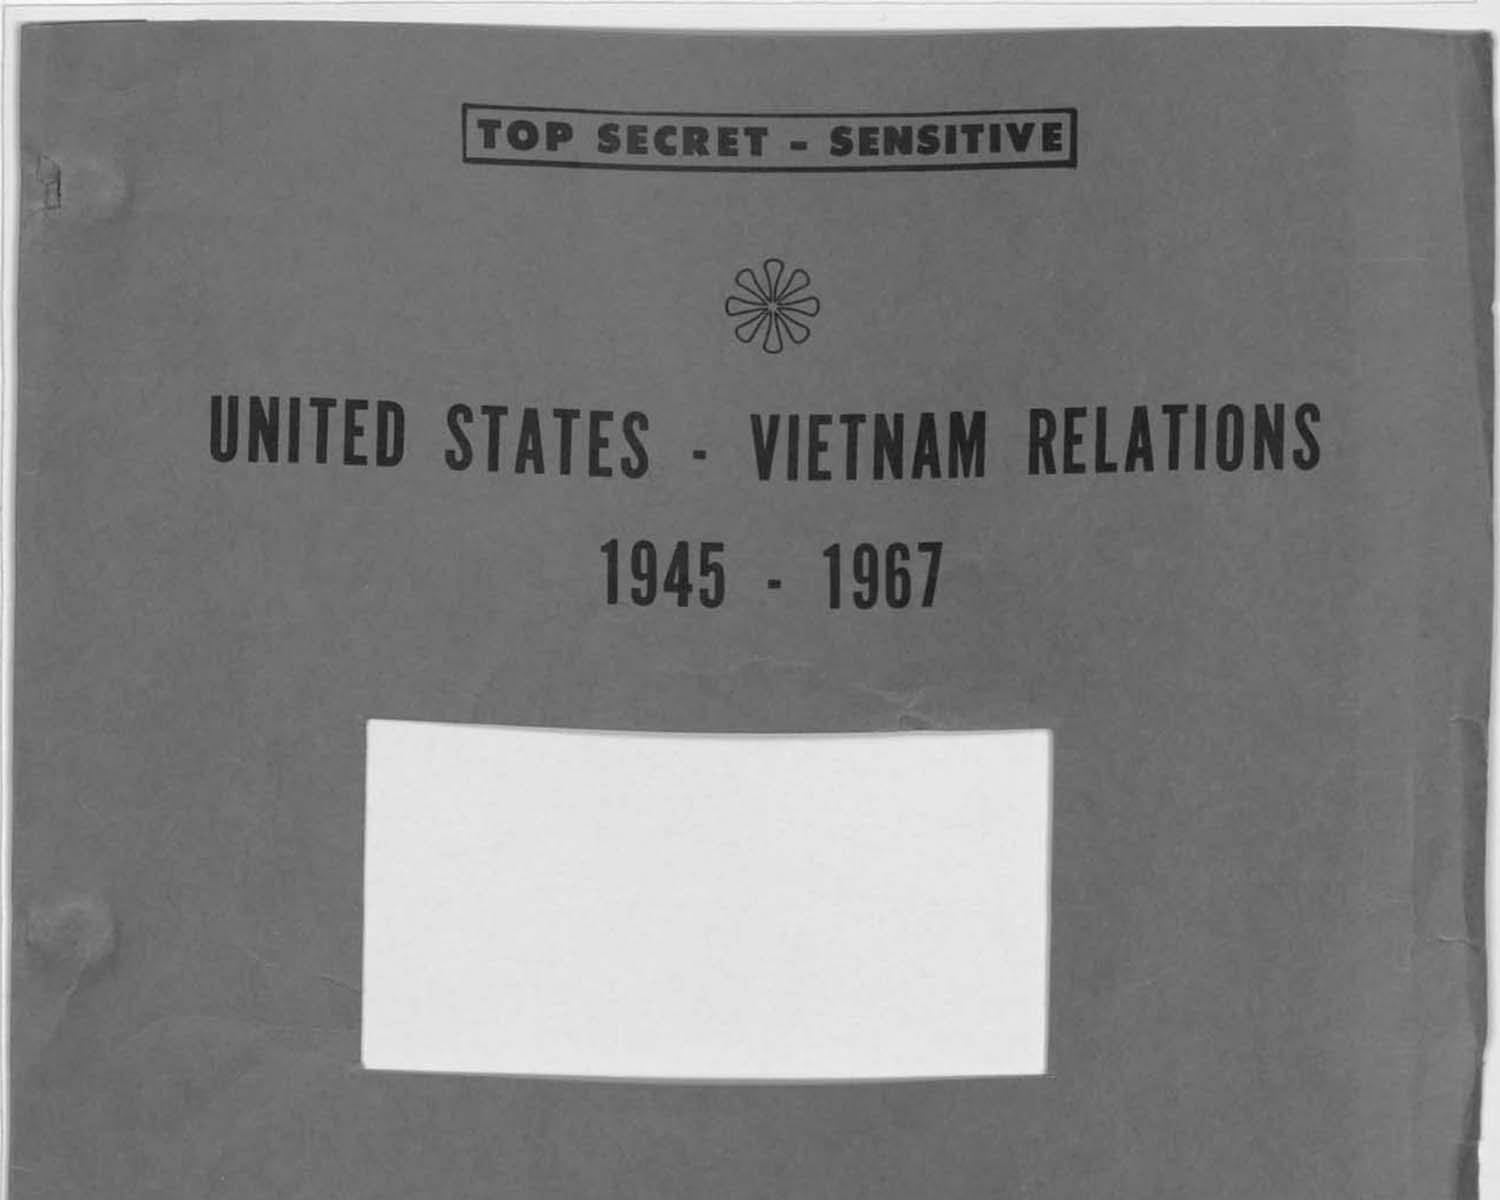 TOP SECRET - SENSITIVE
UNITED STATES - VIETNAM RELATIONS
1945 - 1967